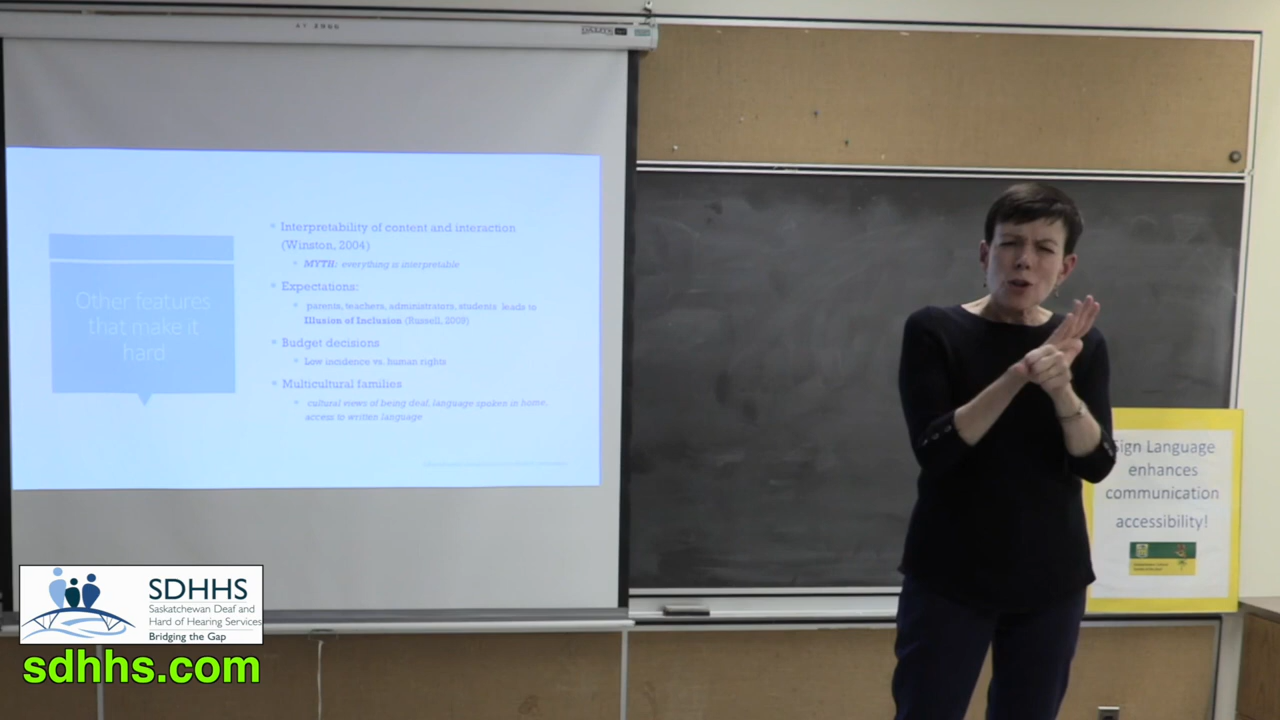 Other features
that make it
hard
Interpretability of content and interaction
(Winston, 2004)
MYTH: everything is interpretable
Expectations:
parents, teachers, administrators, students leads to
Illusion of Inclusion (Russell, 2009)
Budget decisions
Low incidence vs. human rights
Multicultural families
cultural views of being deaf, language spoken in home,
access to written language
Sign Language
enhances
communication
accessibility!
SDHHS
Saskatchewan Deaf and
Hard of Hearing Services
Bridging the Gap
sdhhs.com